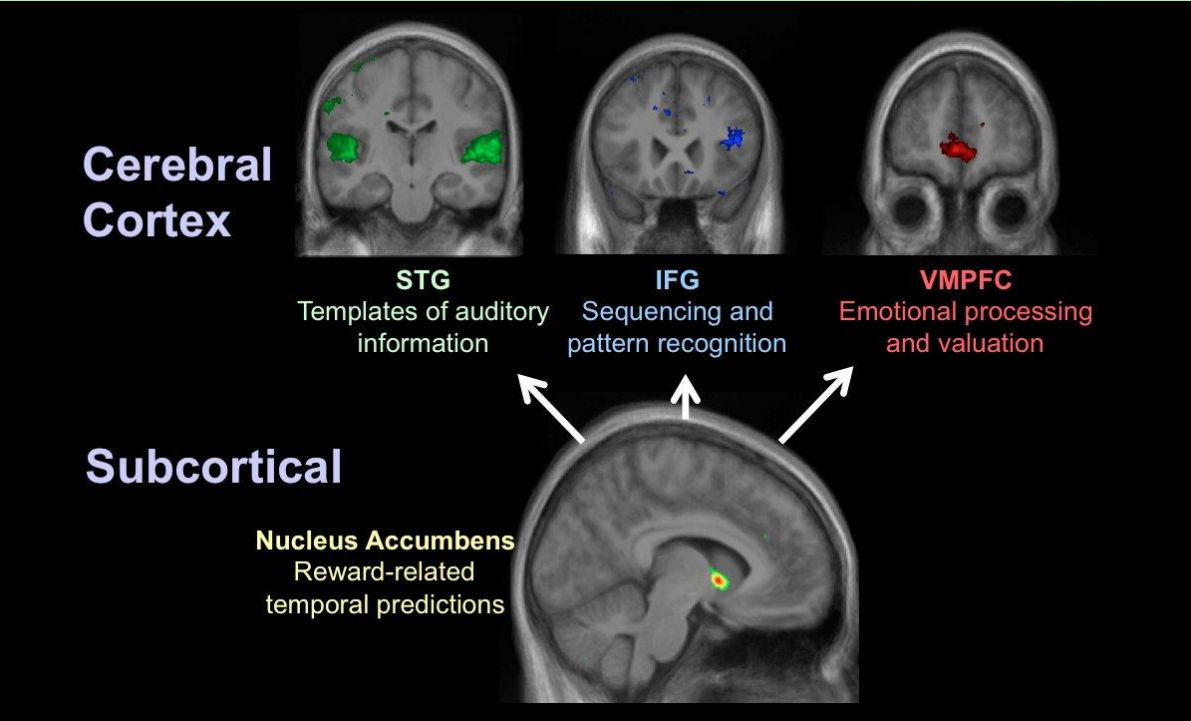 Cerebral
Cortex
STG
Templates of auditory
information
IFG
Sequencing and
pattern recognition
VMPFC
Emotional processing
and valuation
Subcortical
Nucleus Accumbens
Reward-related
temporal predictions